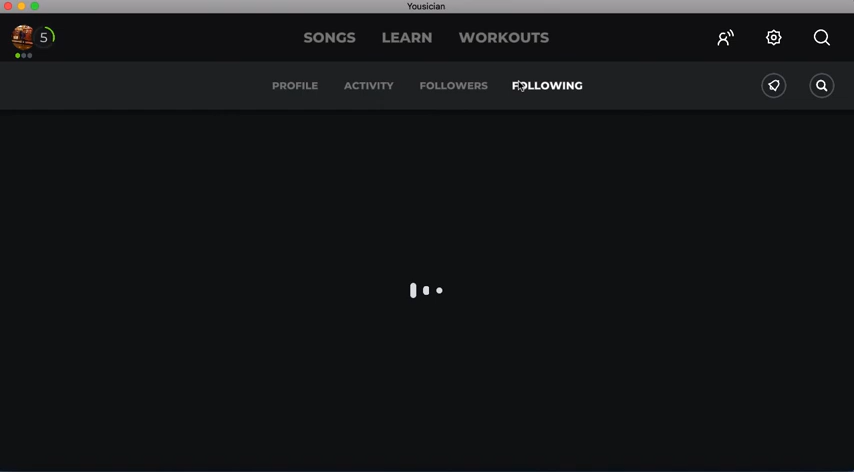 Yousician
5
SONGS LEARN WORKOUTS
PROFILE ACTIVITY FOLLOWERS FOLLOWING